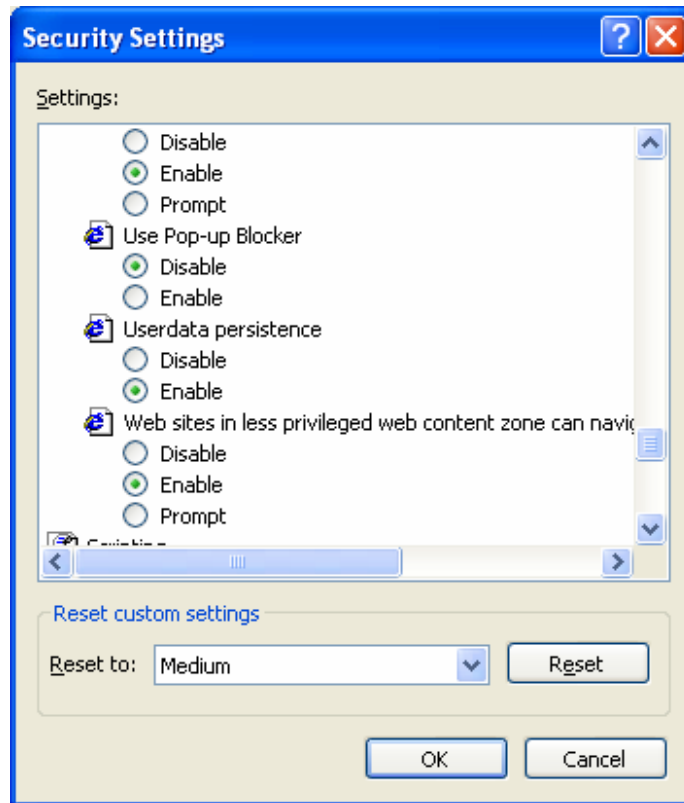 Security Settings
Settings:
Disable
Enable
Prompt
Use Pop-up Blocker
Disable
Enable
Userdata persistence
Disable
Enable
Web sites in less privileged web content zone can navig
Disable
Enable
Prompt
Scripting
Reset custom settings
Reset to: Medium Reset
OK Cancel